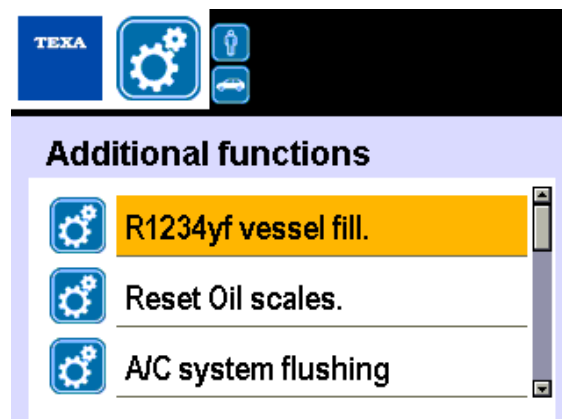 TEXA
Additional functions
R1234yf vessel fill.
Reset Oil scales.
A/C system flushing